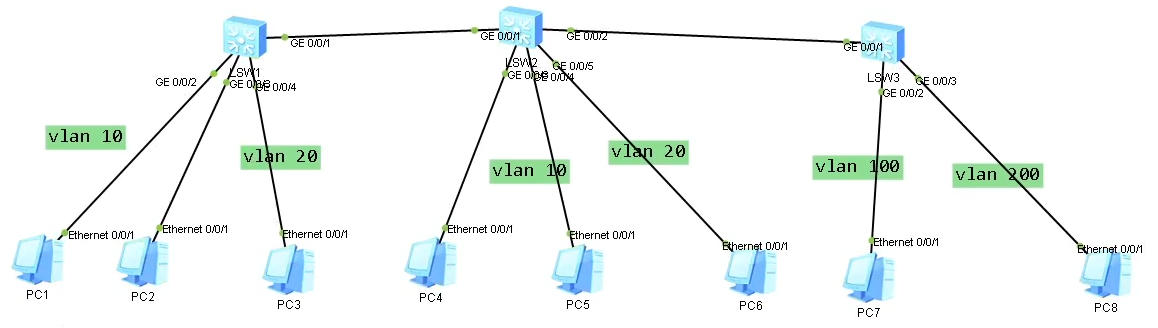 GE 0/0/1
GE 0/0/1
GE 0/0/2
GE 0/0/1
LSW1
LSW2
LSW3
GE 0/0/2
GE 0/0/3
GE 0/0/4
GE 0/0/3
GE 0/0/4
GE 0/0/5
GE 0/0/2
GE 0/0/3
vlan 10
vlan 20
vlan 10
vlan 20
vlan 100
vlan 200
Ethernet 0/0/1
Ethernet 0/0/1
Ethernet 0/0/1
Ethernet 0/0/1
Ethernet 0/0/1
Ethernet 0/0/1
Ethernet 0/0/1
Ethernet 0/0/1
PC1
PC2
PC3
PC4
PC5
PC6
PC7
PC8